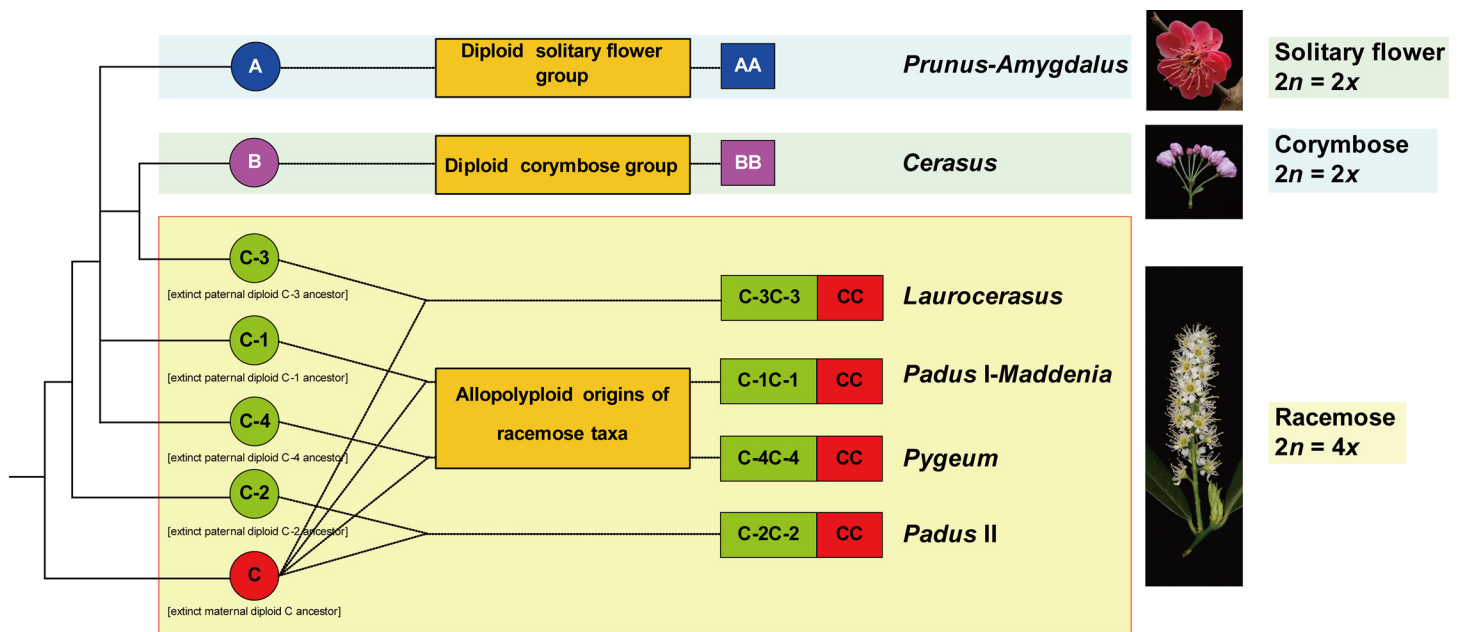 A
Diploid solitary flower
group
AA
Prunus-Amygdalus
Solitary flower
2n = 2x
B
Diploid corymbose group
BB
Cerasus
Corymbose
2n = 2x
C-3
[extinct paternal diploid C-3 ancestor]
C-3C-3 CC
Laurocerasus
C-1
[extinct paternal diploid C-1 ancestor]
Allopolyploid origins of
racemose taxa
C-1C-1 CC
Padus I-Maddenia
C-4
[extinct paternal diploid C-4 ancestor]
C-4C-4 CC
Pygeum
Racemose
2n = 4x
C-2
[extinct paternal diploid C-2 ancestor]
C-2C-2 CC
Padus II
C
[extinct maternal diploid C ancestor]